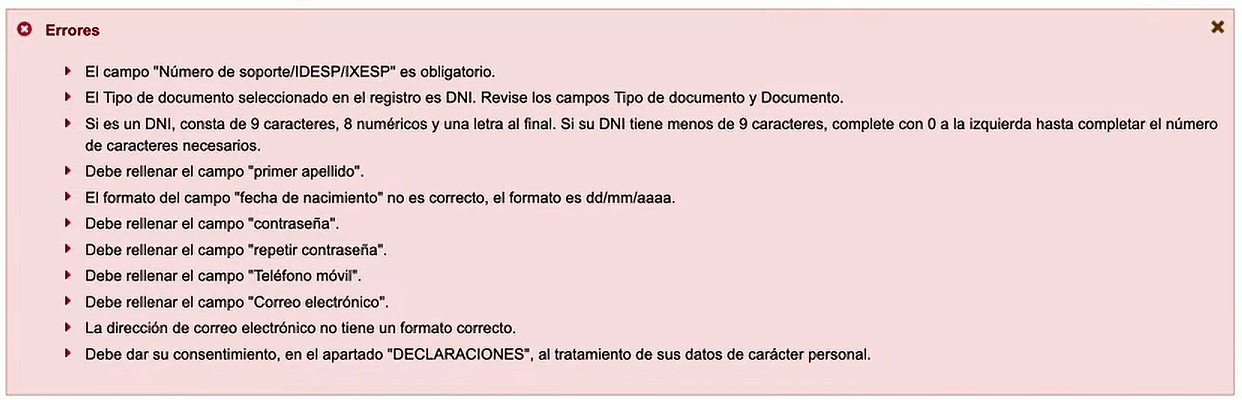 Errores
El campo "Número de soporte/IDESP/IXESP" es obligatorio.
El Tipo de documento seleccionado en el registro es DNI. Revise los campos Tipo de documento y Documento.
Si es un DNI, consta de 9 caracteres, 8 numéricos y una letra al final. Si su DNI tiene menos de 9 caracteres, complete con 0 a la izquierda hasta completar el número
de caracteres necesarios.
Debe rellenar el campo "primer apellido".
El formato del campo "fecha de nacimiento" no es correcto, el formato es dd/mm/aaaa.
Debe rellenar el campo "contraseña".
Debe rellenar el campo "repetir contraseña".
Debe rellenar el campo "Teléfono móvil".
Debe rellenar el campo "Correo electrónico".
La dirección de correo electrónico no tiene un formato correcto.
Debe dar su consentimiento, en el apartado "DECLARACIONES", al tratamiento de sus datos de carácter personal.